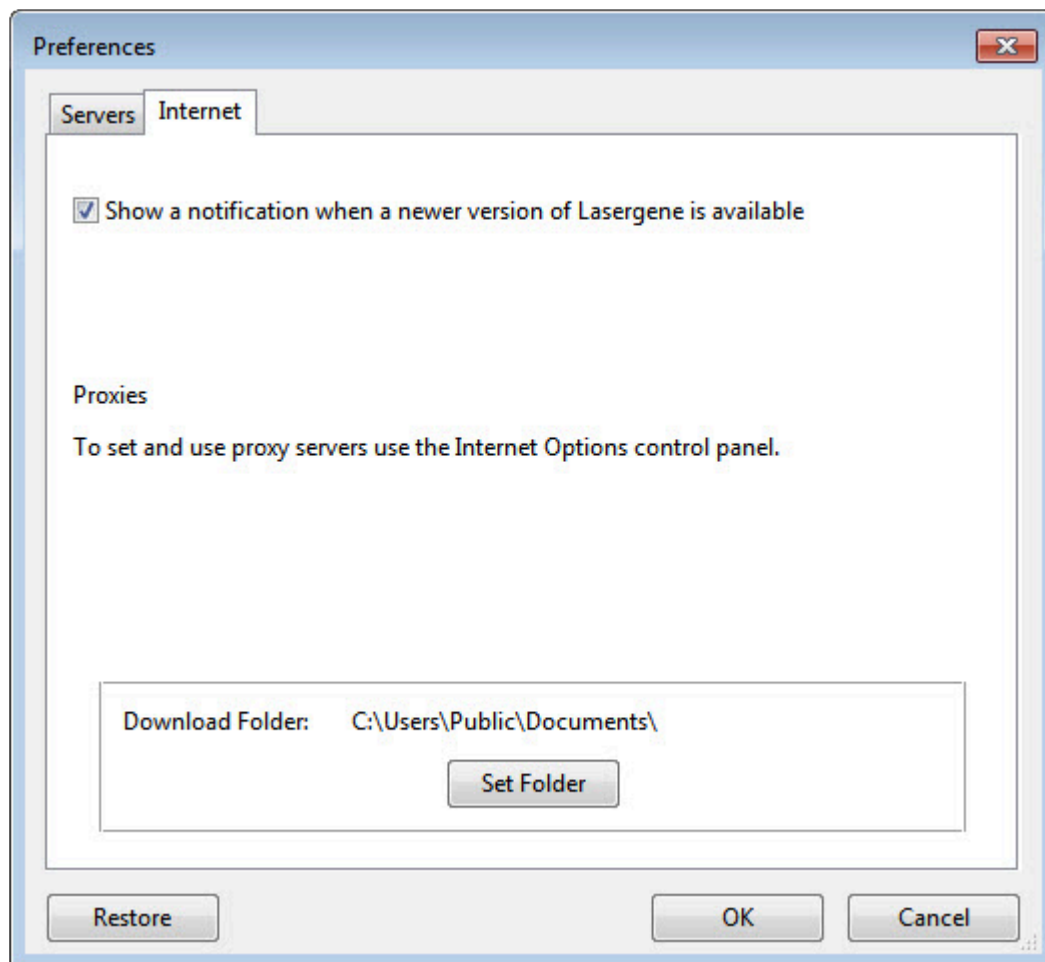 Preferences
Servers
Internet
Show a notification when a newer version of Lasergene is available
Proxies
To set and use proxy servers use the Internet Options control panel.
Download Folder: C:\Users\Public\Documents\
Set Folder
Restore
OK
Cancel